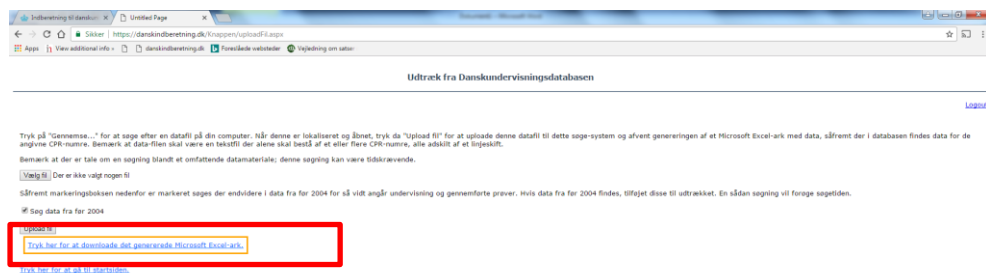 Indberetning til danskun
Untitled Page
Sikker | https://danskindberetning.dk/Knappen/uploadFil.aspx
Apps View additional info danskindberetning.dk Foreslåede websteder Vejledning om satser
Udtræk fra Danskundervisningsdatabasen
Logout
Tryk på "Gennemse..." for at søge efter en datafil på din computer. Når denne er lokaliseret og åbnet, tryk da "Upload fil" for at uploade denne datafil til dette søge-system og afvent genereringen af et Microsoft Excel-ark med data, såfremt der i databasen findes data for de
angivne CPR-numre. Bemærk at data-filen skal være en tekstfil der alene skal bestå af et eller flere CPR-numre, alle adskilt af et linjeskift.
Bemærk at der er tale om en søgning blandt et omfattende datamateriale; denne søgning kan være tidskrævende.
Vælg fil Der er ikke valgt nogen fil
Såfremt markeringsboksen nedenfor er markeret søges der endvidere i data fra før 2004 for så vidt angår undervisning og gennemførte prøver. Hvis data fra før 2004 findes, tilføjet disse til udtrækket. En sådan søgning vil forøge søgetiden.
Søg data fra før 2004
Upload fil
Tryk her for at downloade det genererede Microsoft Excel-ark.
Tryk her for at gå til startsiden.